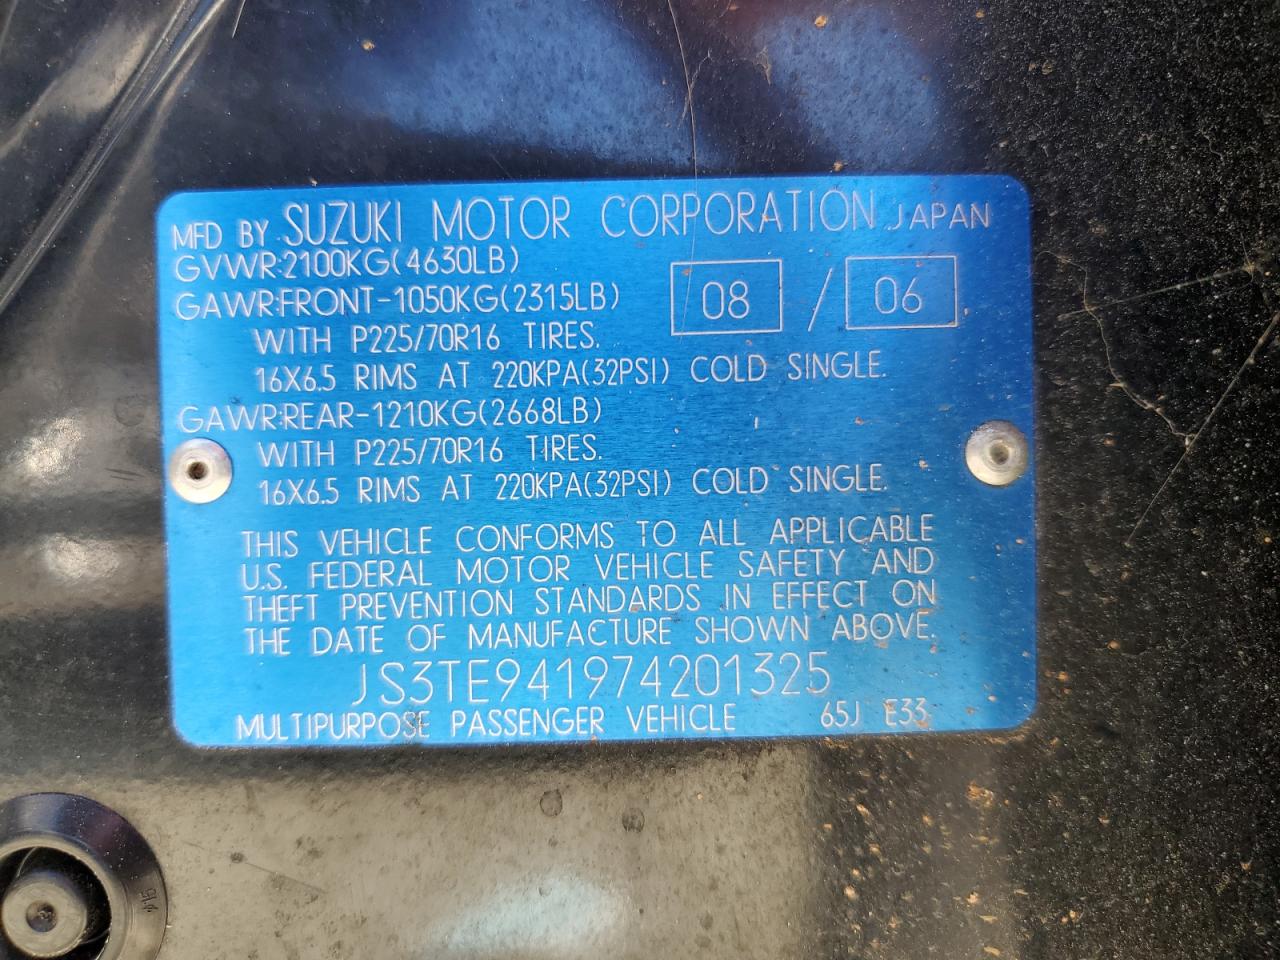 MFD BY SUZUKI MOTOR CORPORATION JAPAN
GVWR:2100KG(4630LB)
GAWR:FRONT-1050KG(2315LB) 08 / 06
WITH P225/70R16 TIRES.
16X6.5 RIMS AT 220KPA(32PSI) COLD SINGLE.
GAWR:REAR-1210KG(2668LB)
WITH P225/70R16 TIRES.
16X6.5 RIMS AT 220KPA(32PSI) COLD SINGLE.
THIS VEHICLE CONFORMS TO ALL APPLICABLE
U.S. FEDERAL MOTOR VEHICLE SAFETY AND
THEFT PREVENTION STANDARDS IN EFFECT ON
THE DATE OF MANUFACTURE SHOWN ABOVE.
JS3TE941974201325
MULTIPURPOSE PASSENGER VEHICLE 65J E33